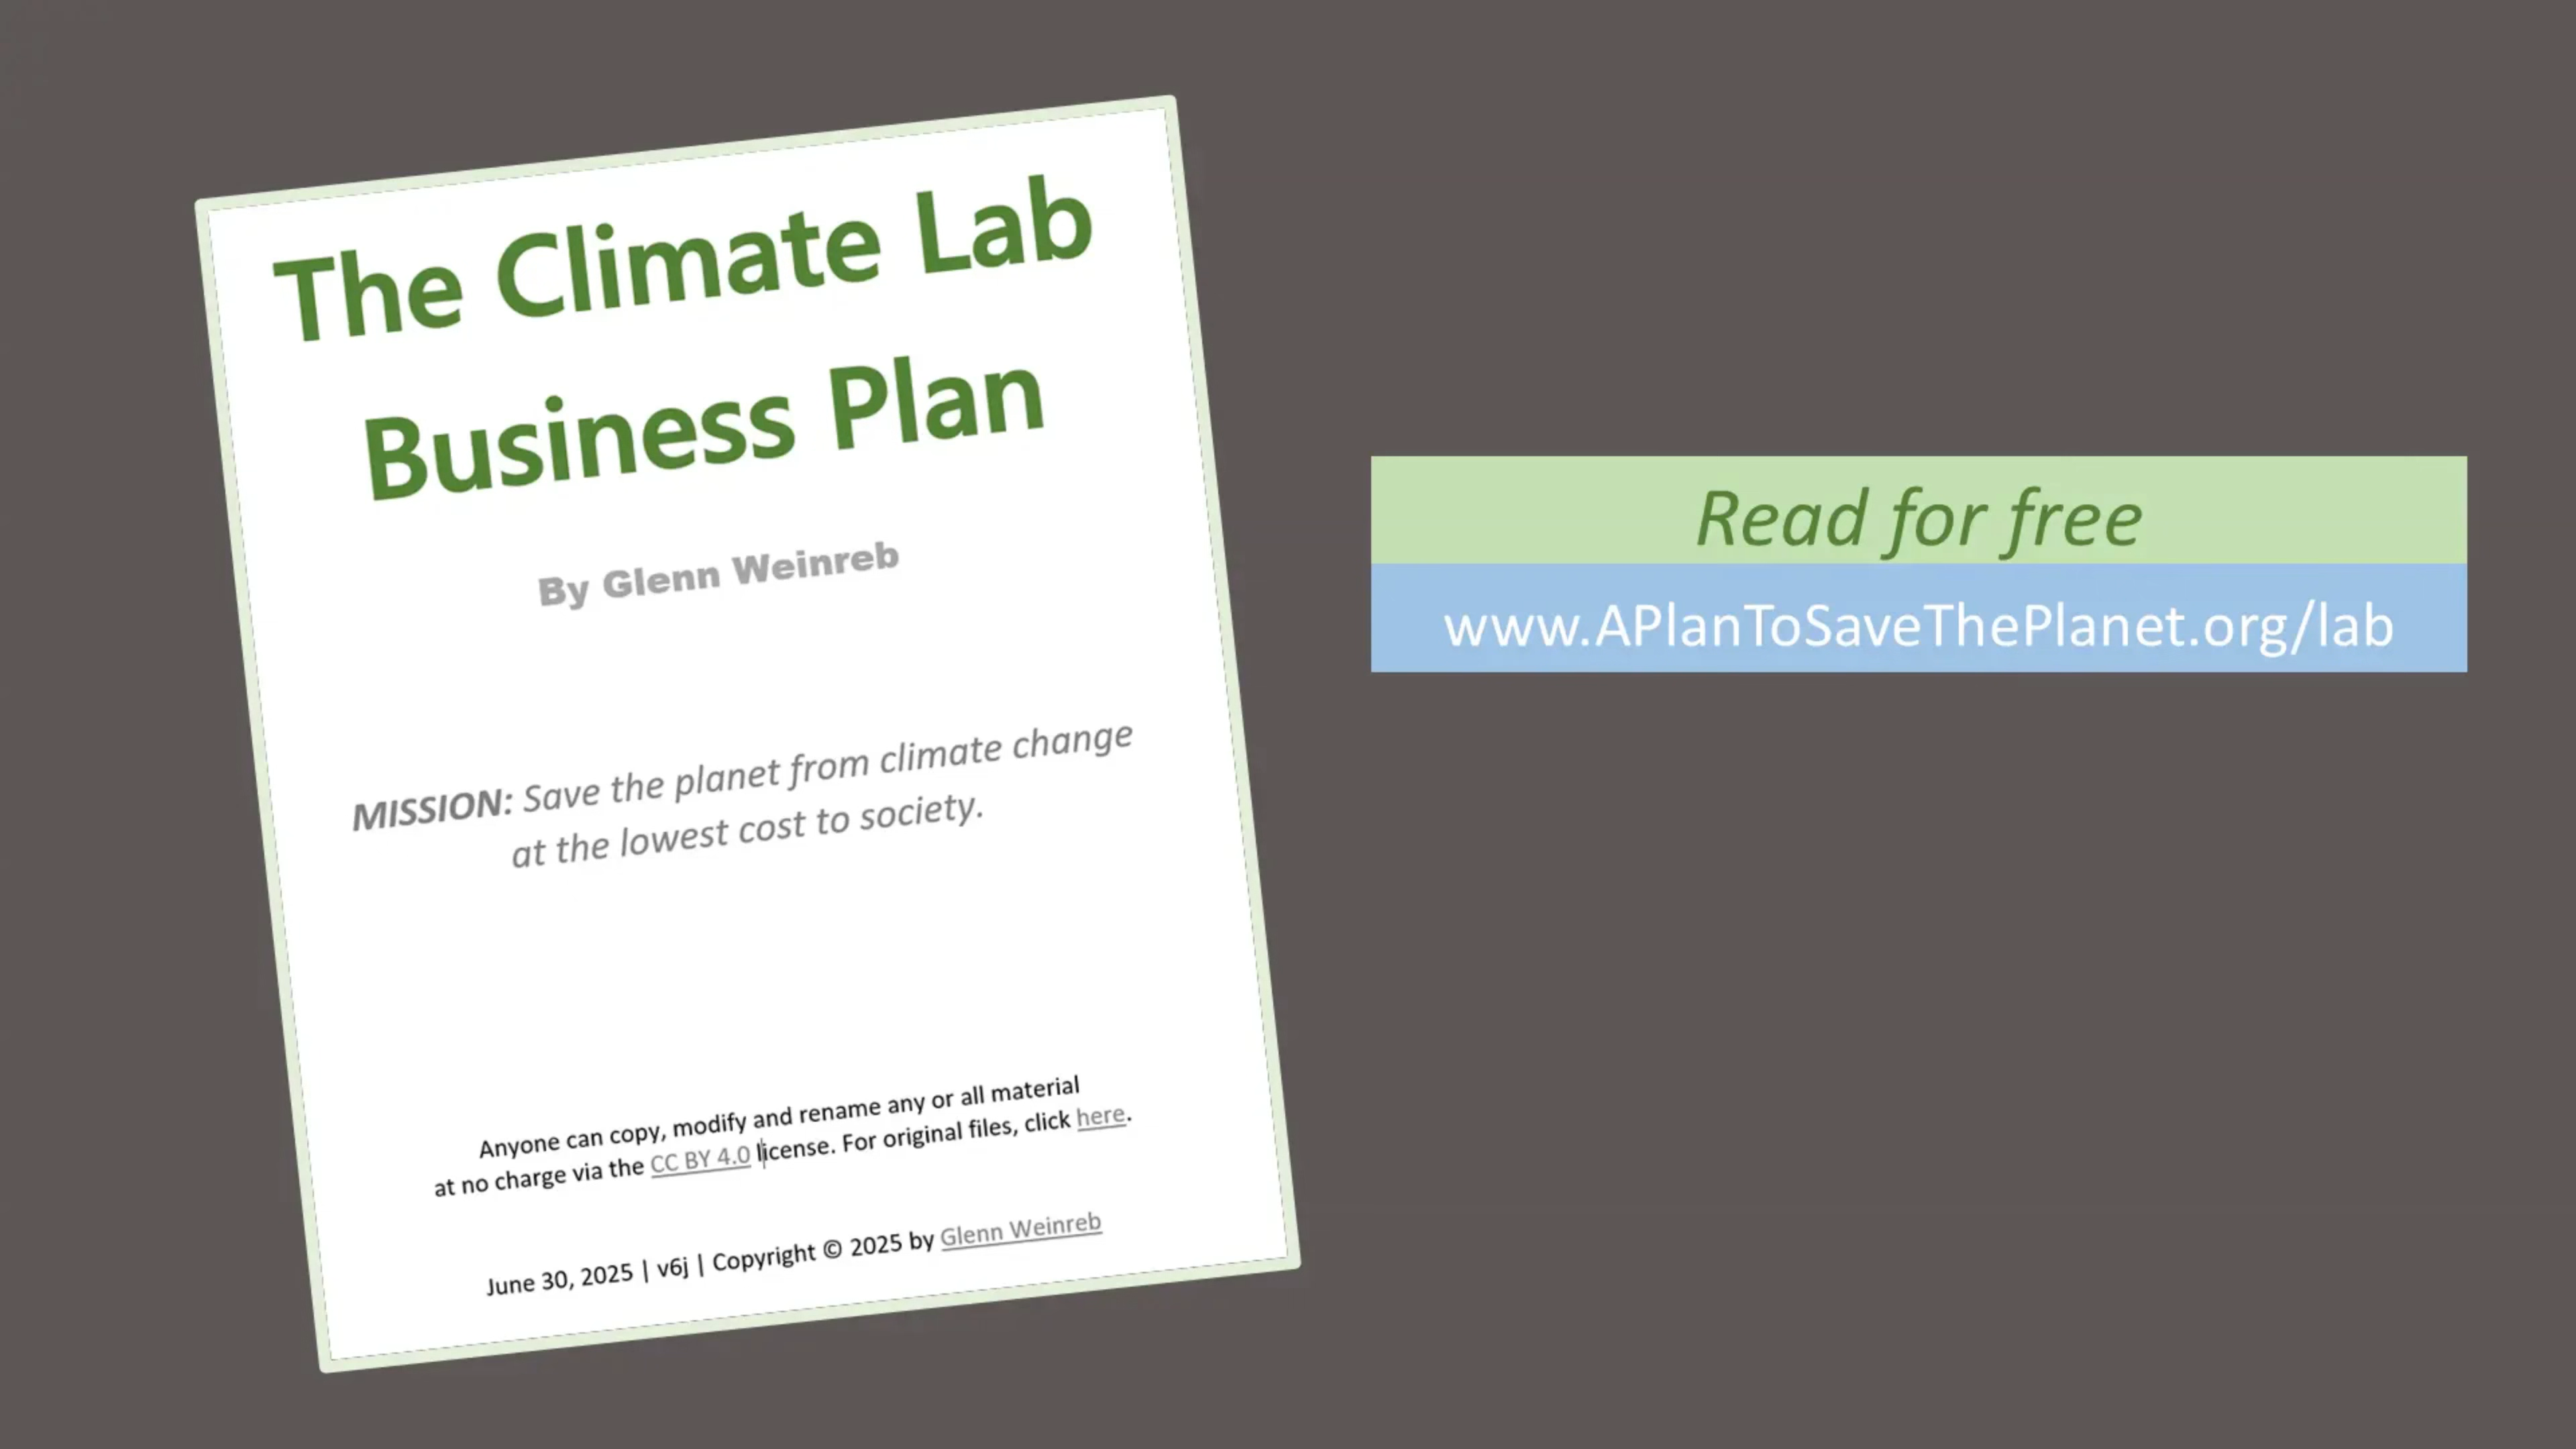 The Climate Lab
Business Plan
By Glenn Weinreb
MISSION: Save the planet from climate change
at the lowest cost to society.
Anyone can copy, modify and rename any or all material
at no charge via the CC BY 4.0 license. For original files, click here.
June 30, 2025 | v6j | Copyright © 2025 by Glenn Weinreb
Read for free
www.APlanToSaveThePlanet.org/lab